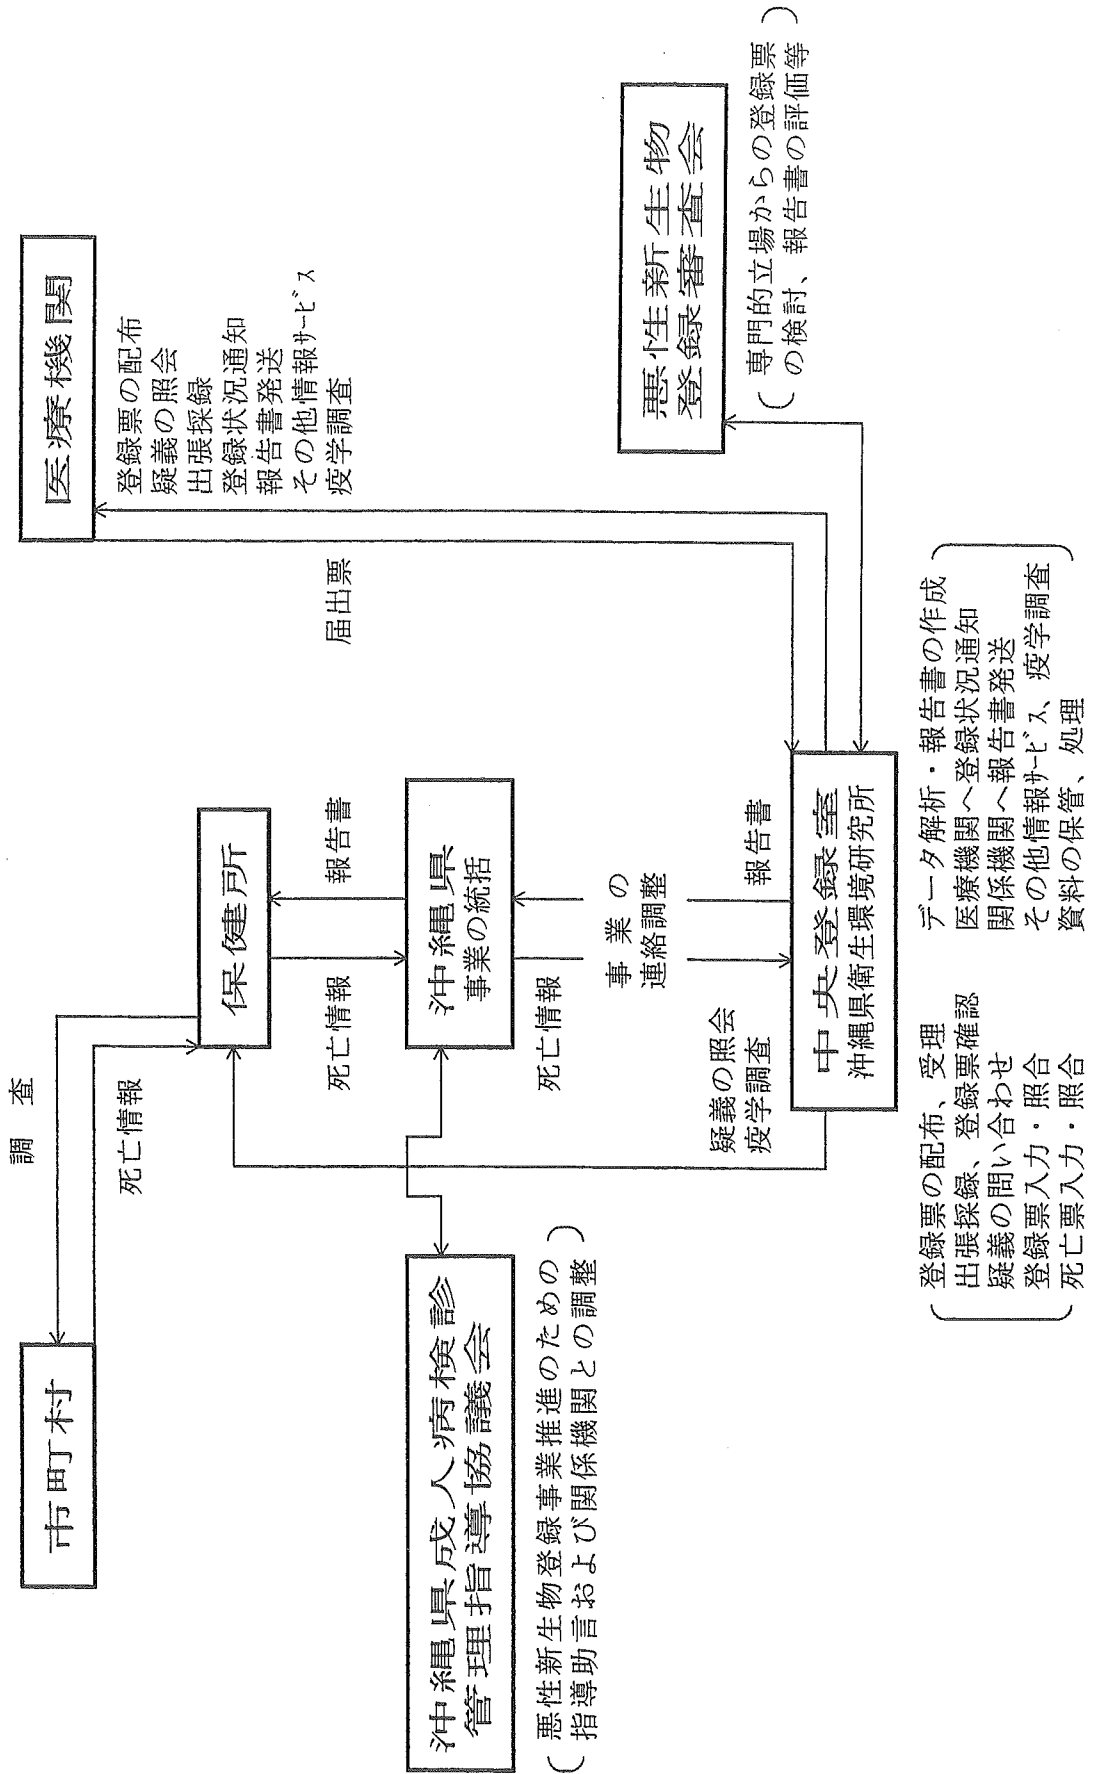 市町村
調査
死亡情報
医療機関
登録票の配布
疑義の照会
出張採録
登録状況通知
報告書発送
その他情報サービス
疫学調査
届出票
保健所
死亡情報
報告書
沖縄県成人病検診
管理指導協議会
(悪性新生物登録事業推進のための
指導助言および関係機関との調整)
沖縄県
事業の統括
死亡情報
事業の
連絡調整
報告書
疑義の照会
疫学調査
悪性新生物
登録審査会
(専門的立場からの登録票
の検討、報告書の評価等)
中央登録室
沖縄県衛生環境研究所
登録票の配布、受理
出張採録、登録票確認
疑義の問い合わせ
登録票入力・照合
死亡票入力・照合
データ解析・報告書の作成
医療機関へ登録状況通知
関係機関へ報告書発送
その他情報サービス、疫学調査
資料の保管、処理